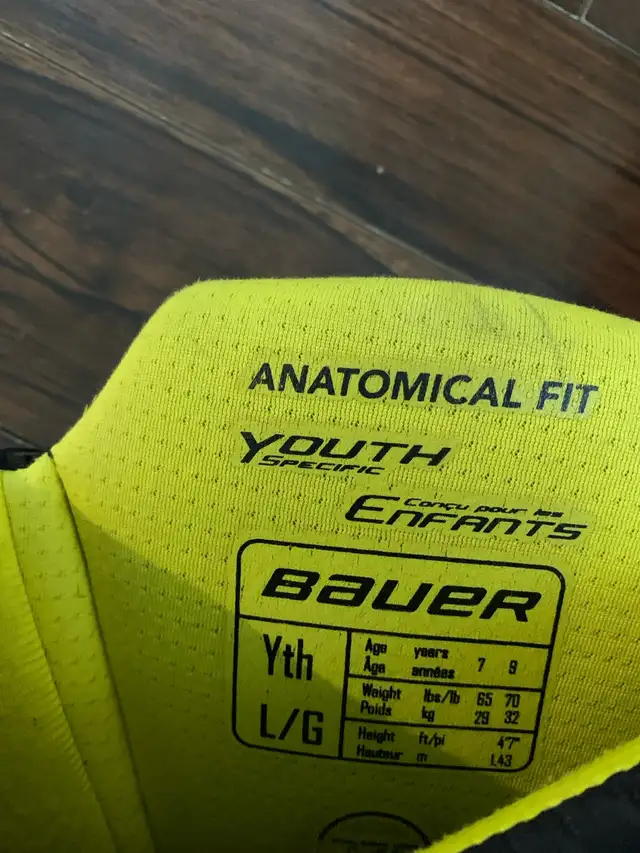 ANATOMICAL FIT
YOUTH
SPECIFIC
Conçu pour les
ENFANTS
BAUER
Yth
L/G
Age years
Âge années
7 9
Weight lbs/lb 65 70
Poids kg 29 32
Height ft/pi 4'7"
Hauteur m 1.43